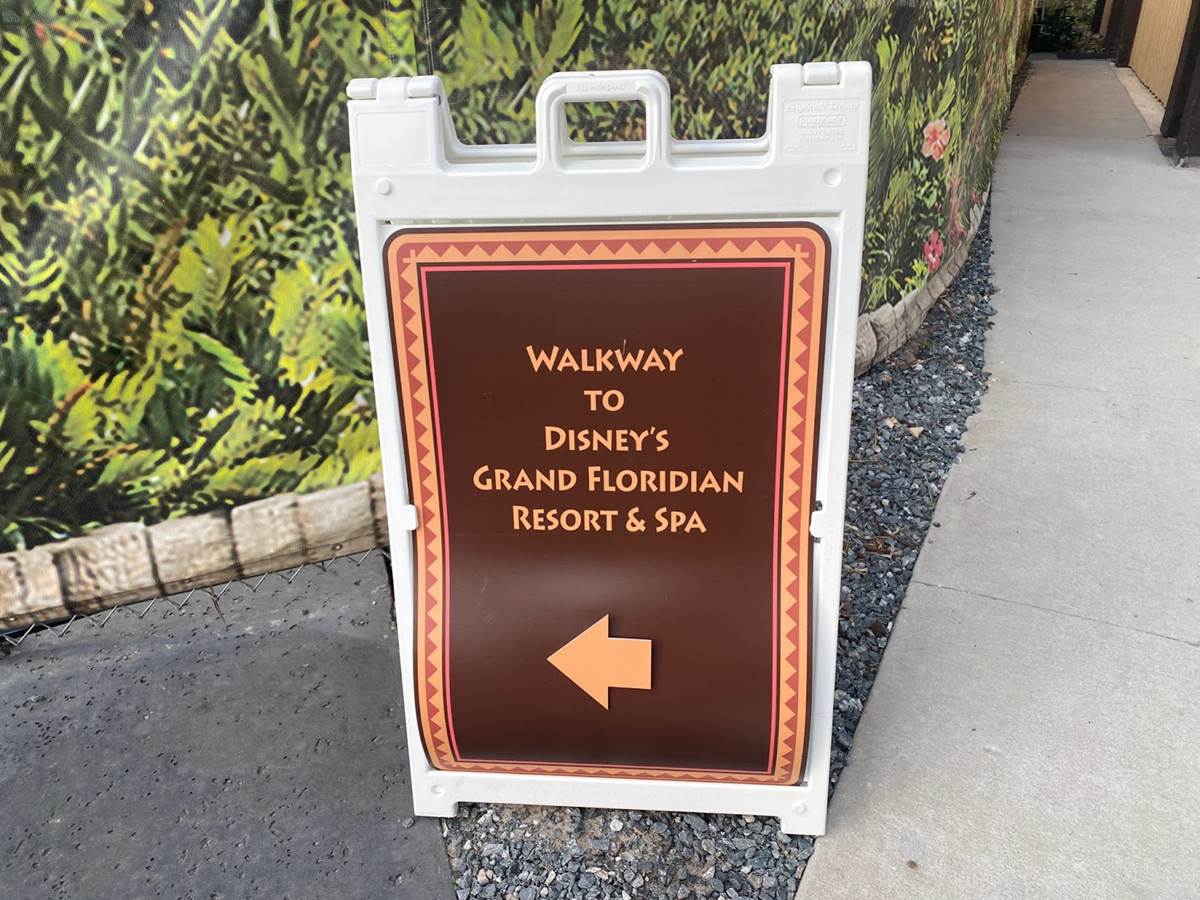 Walkway
to
Disney's
Grand Floridian
Resort & Spa